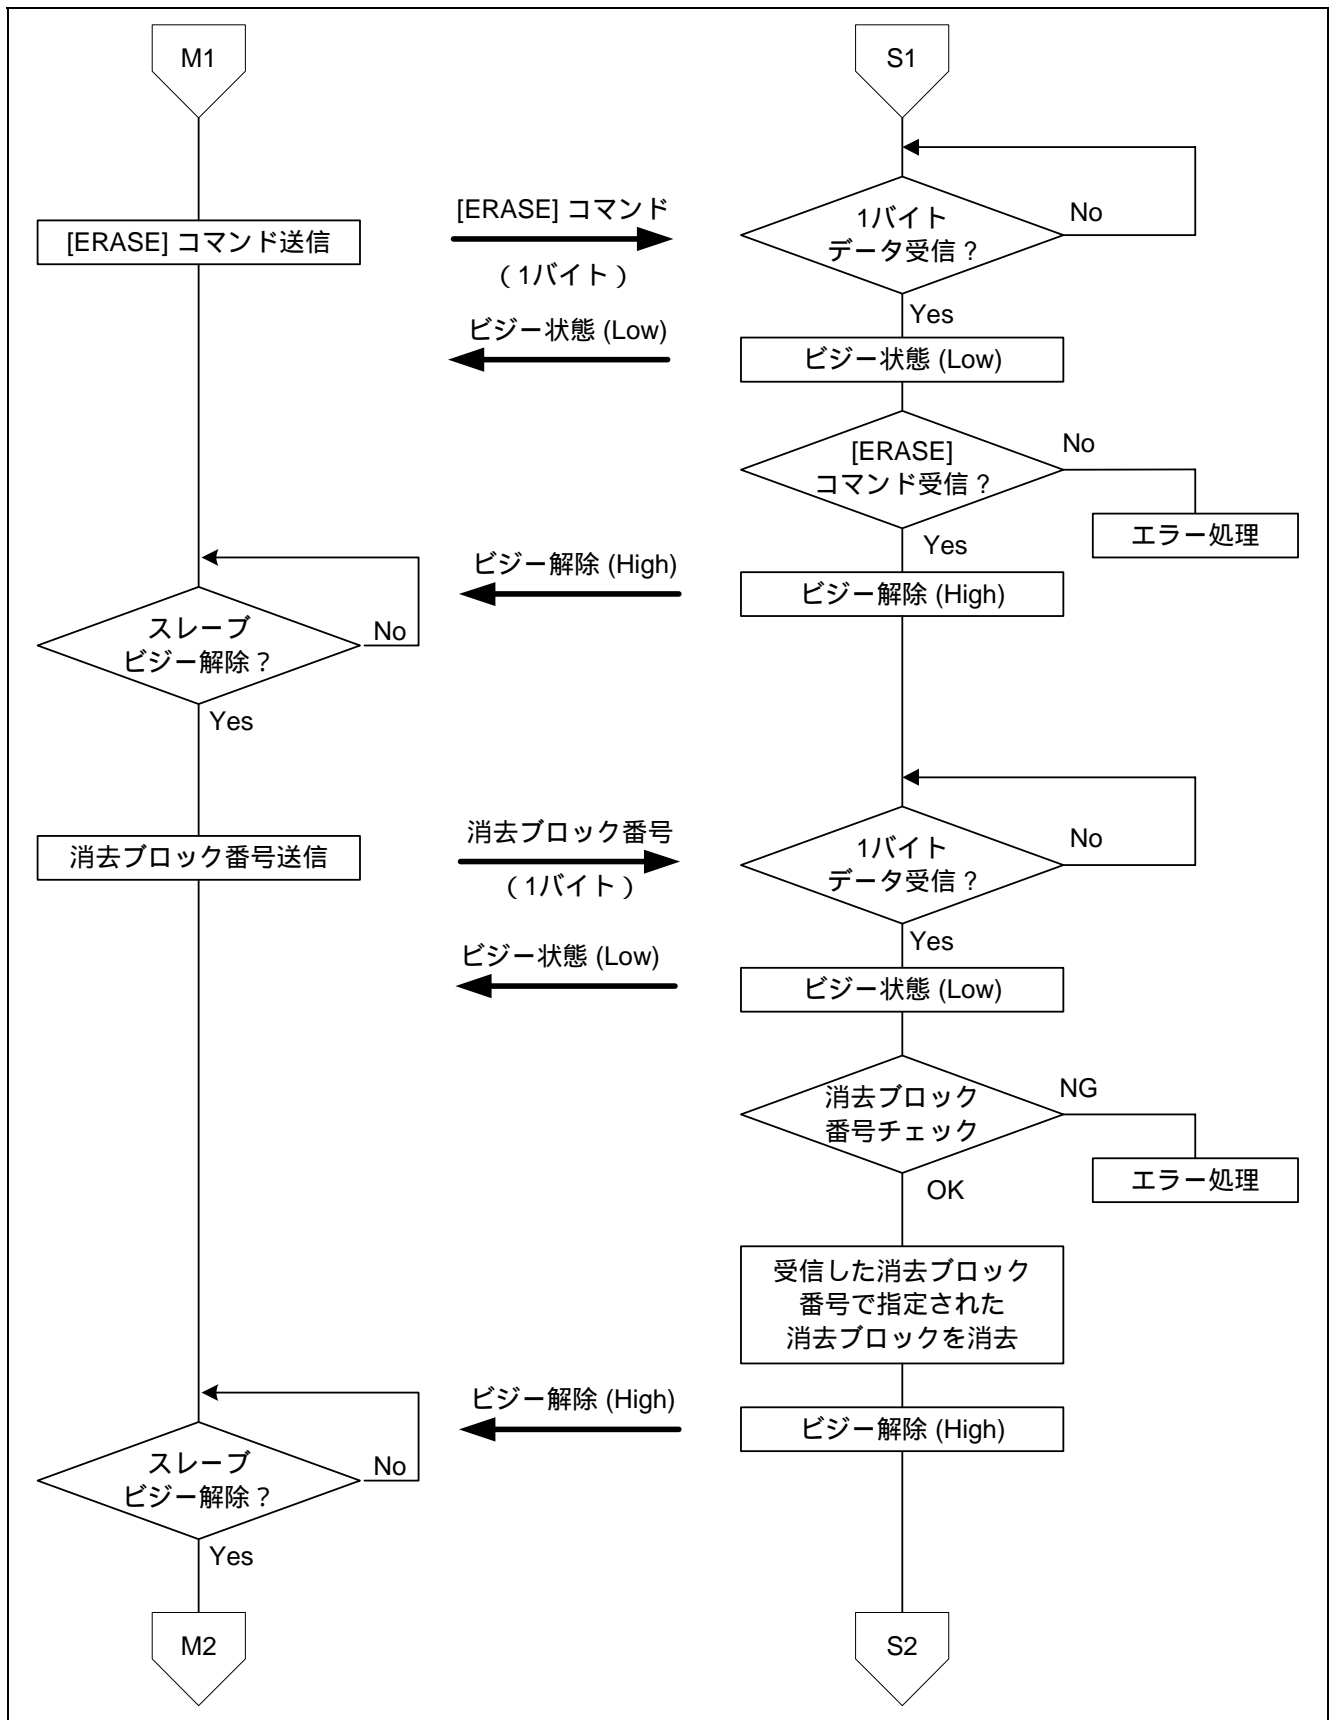 M1
S1
[ERASE] コマンド送信
[ERASE] コマンド
(1バイト)
1バイト
データ受信?
No
Yes
ビジー状態 (Low)
ビジー状態 (Low)
[ERASE]
コマンド受信?
No
エラー処理
Yes
ビジー解除 (High)
ビジー解除 (High)
スレーブ
ビジー解除?
No
Yes
消去ブロック番号送信
消去ブロック番号
(1バイト)
1バイト
データ受信?
No
Yes
ビジー状態 (Low)
ビジー状態 (Low)
消去ブロック
番号チェック
NG
エラー処理
OK
受信した消去ブロック
番号で指定された
消去ブロックを消去
ビジー解除 (High)
ビジー解除 (High)
スレーブ
ビジー解除?
No
Yes
M2
S2